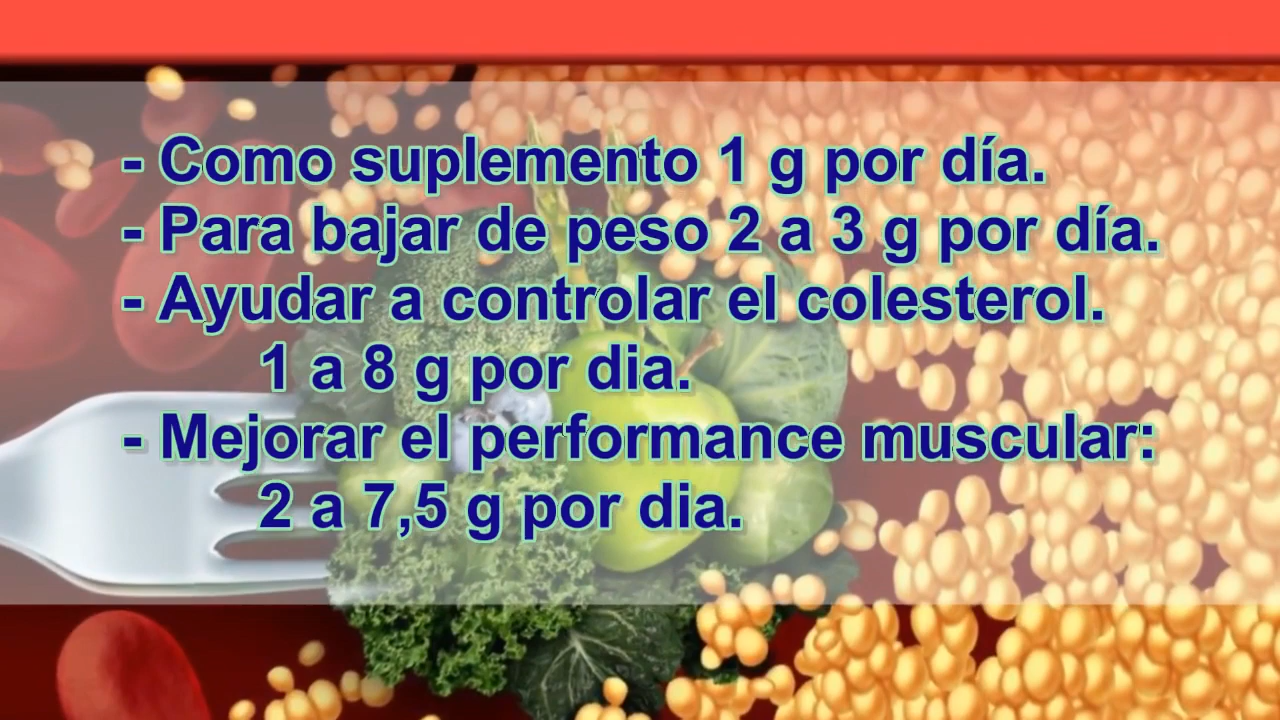 - Como suplemento 1 g por día.
- Para bajar de peso 2 a 3 g por día.
- Ayudar a controlar el colesterol.
1 a 8 g por dia.
- Mejorar el performance muscular:
2 a 7,5 g por dia.